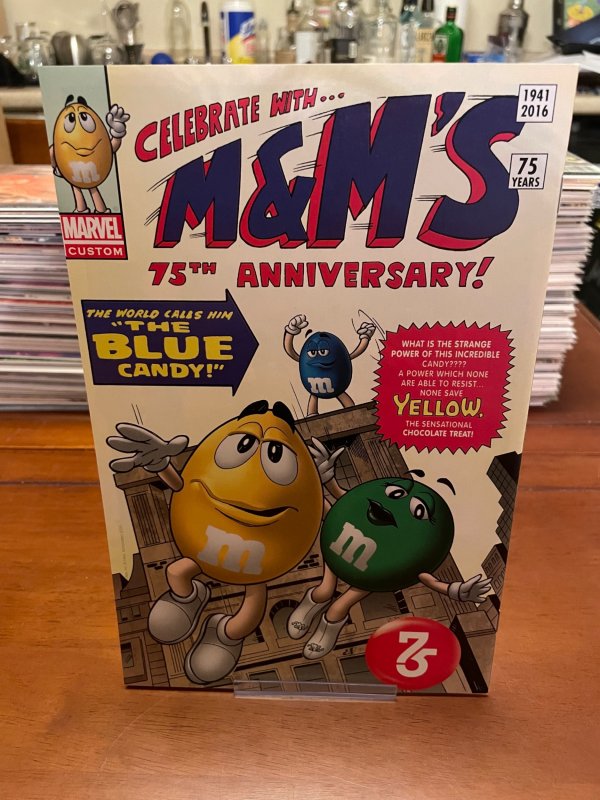 CELEBRATE WITH...
M&M'S
1941
2016
75
YEARS
m
MARVEL
CUSTOM
75TH ANNIVERSARY!
THE WORLD CALLS HIM
"THE
BLUE
CANDY!"
m
WHAT IS THE STRANGE
POWER OF THIS INCREDIBLE
CANDY????
A POWER WHICH NONE
ARE ABLE TO RESIST...
NONE SAVE
YELLOW,
THE SENSATIONAL
CHOCOLATE TREAT!
m
m
75